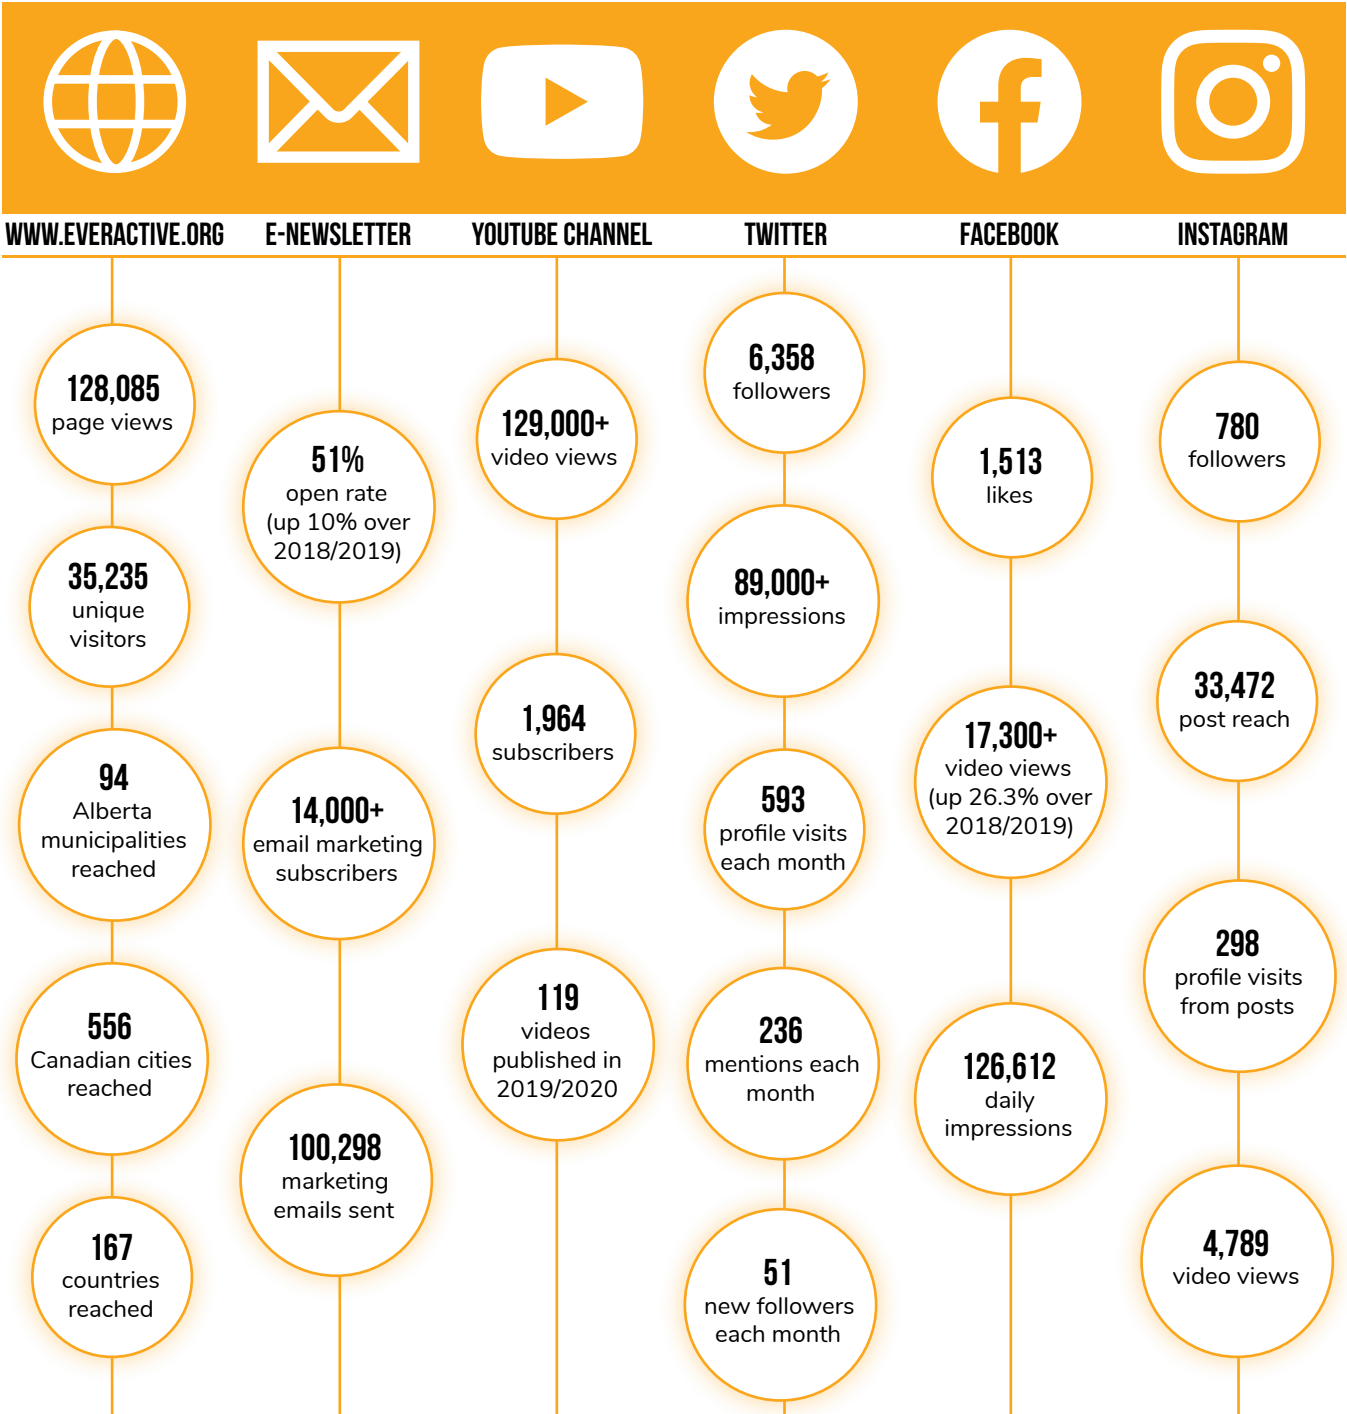 WWW.EVERACTIVE.ORG
128,085
page views
35,235
unique
visitors
94
Alberta
municipalities
reached
556
Canadian cities
reached
167
countries
reached
E-NEWSLETTER
51%
open rate
(up 10% over
2018/2019)
14,000+
email marketing
subscribers
100,298
marketing
emails sent
YOUTUBE CHANNEL
129,000+
video views
1,964
subscribers
119
videos
published in
2019/2020
TWITTER
6,358
followers
89,000+
impressions
593
profile visits
each month
236
mentions each
month
51
new followers
each month
FACEBOOK
1,513
likes
17,300+
video views
(up 26.3% over
2018/2019)
126,612
daily
impressions
INSTAGRAM
780
followers
33,472
post reach
298
profile visits
from posts
4,789
video views